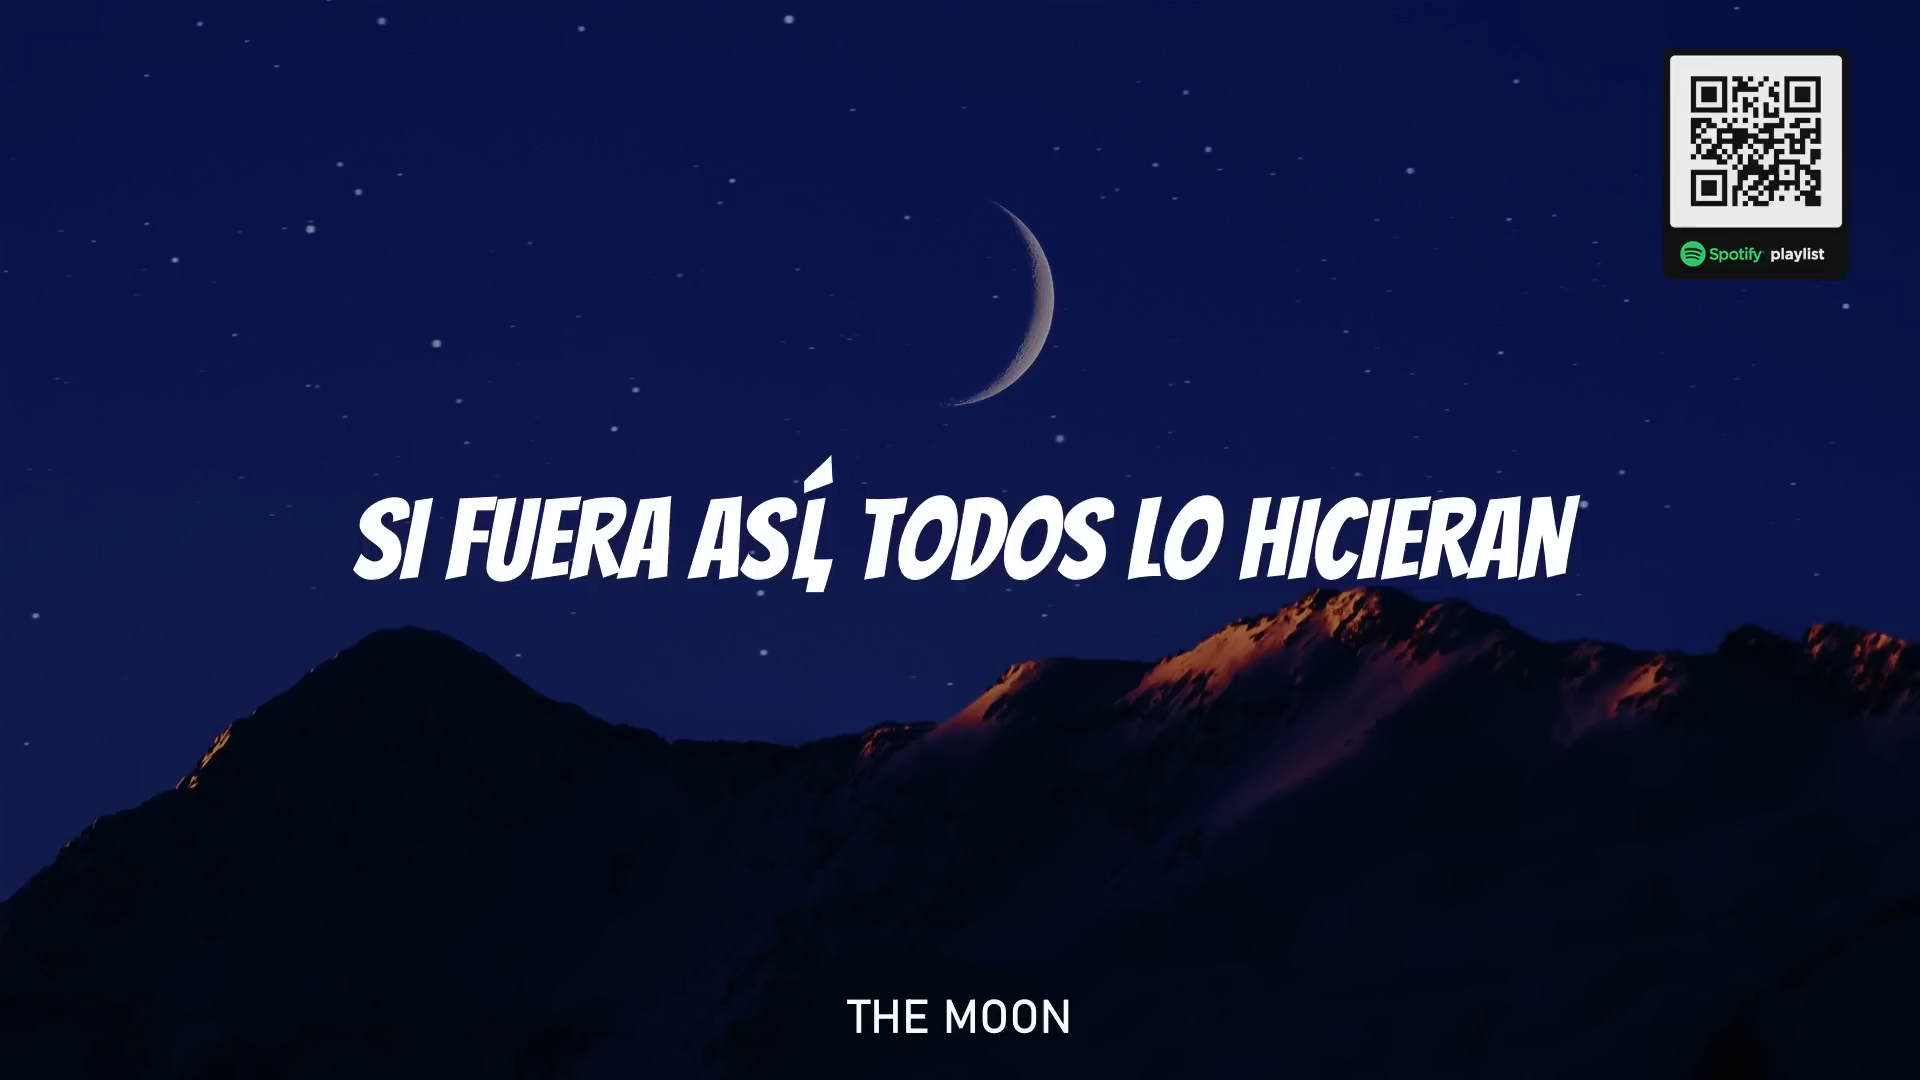 Spotify playlist
SI FUERA ASÍ, TODOS LO HICIERAN
THE MOON